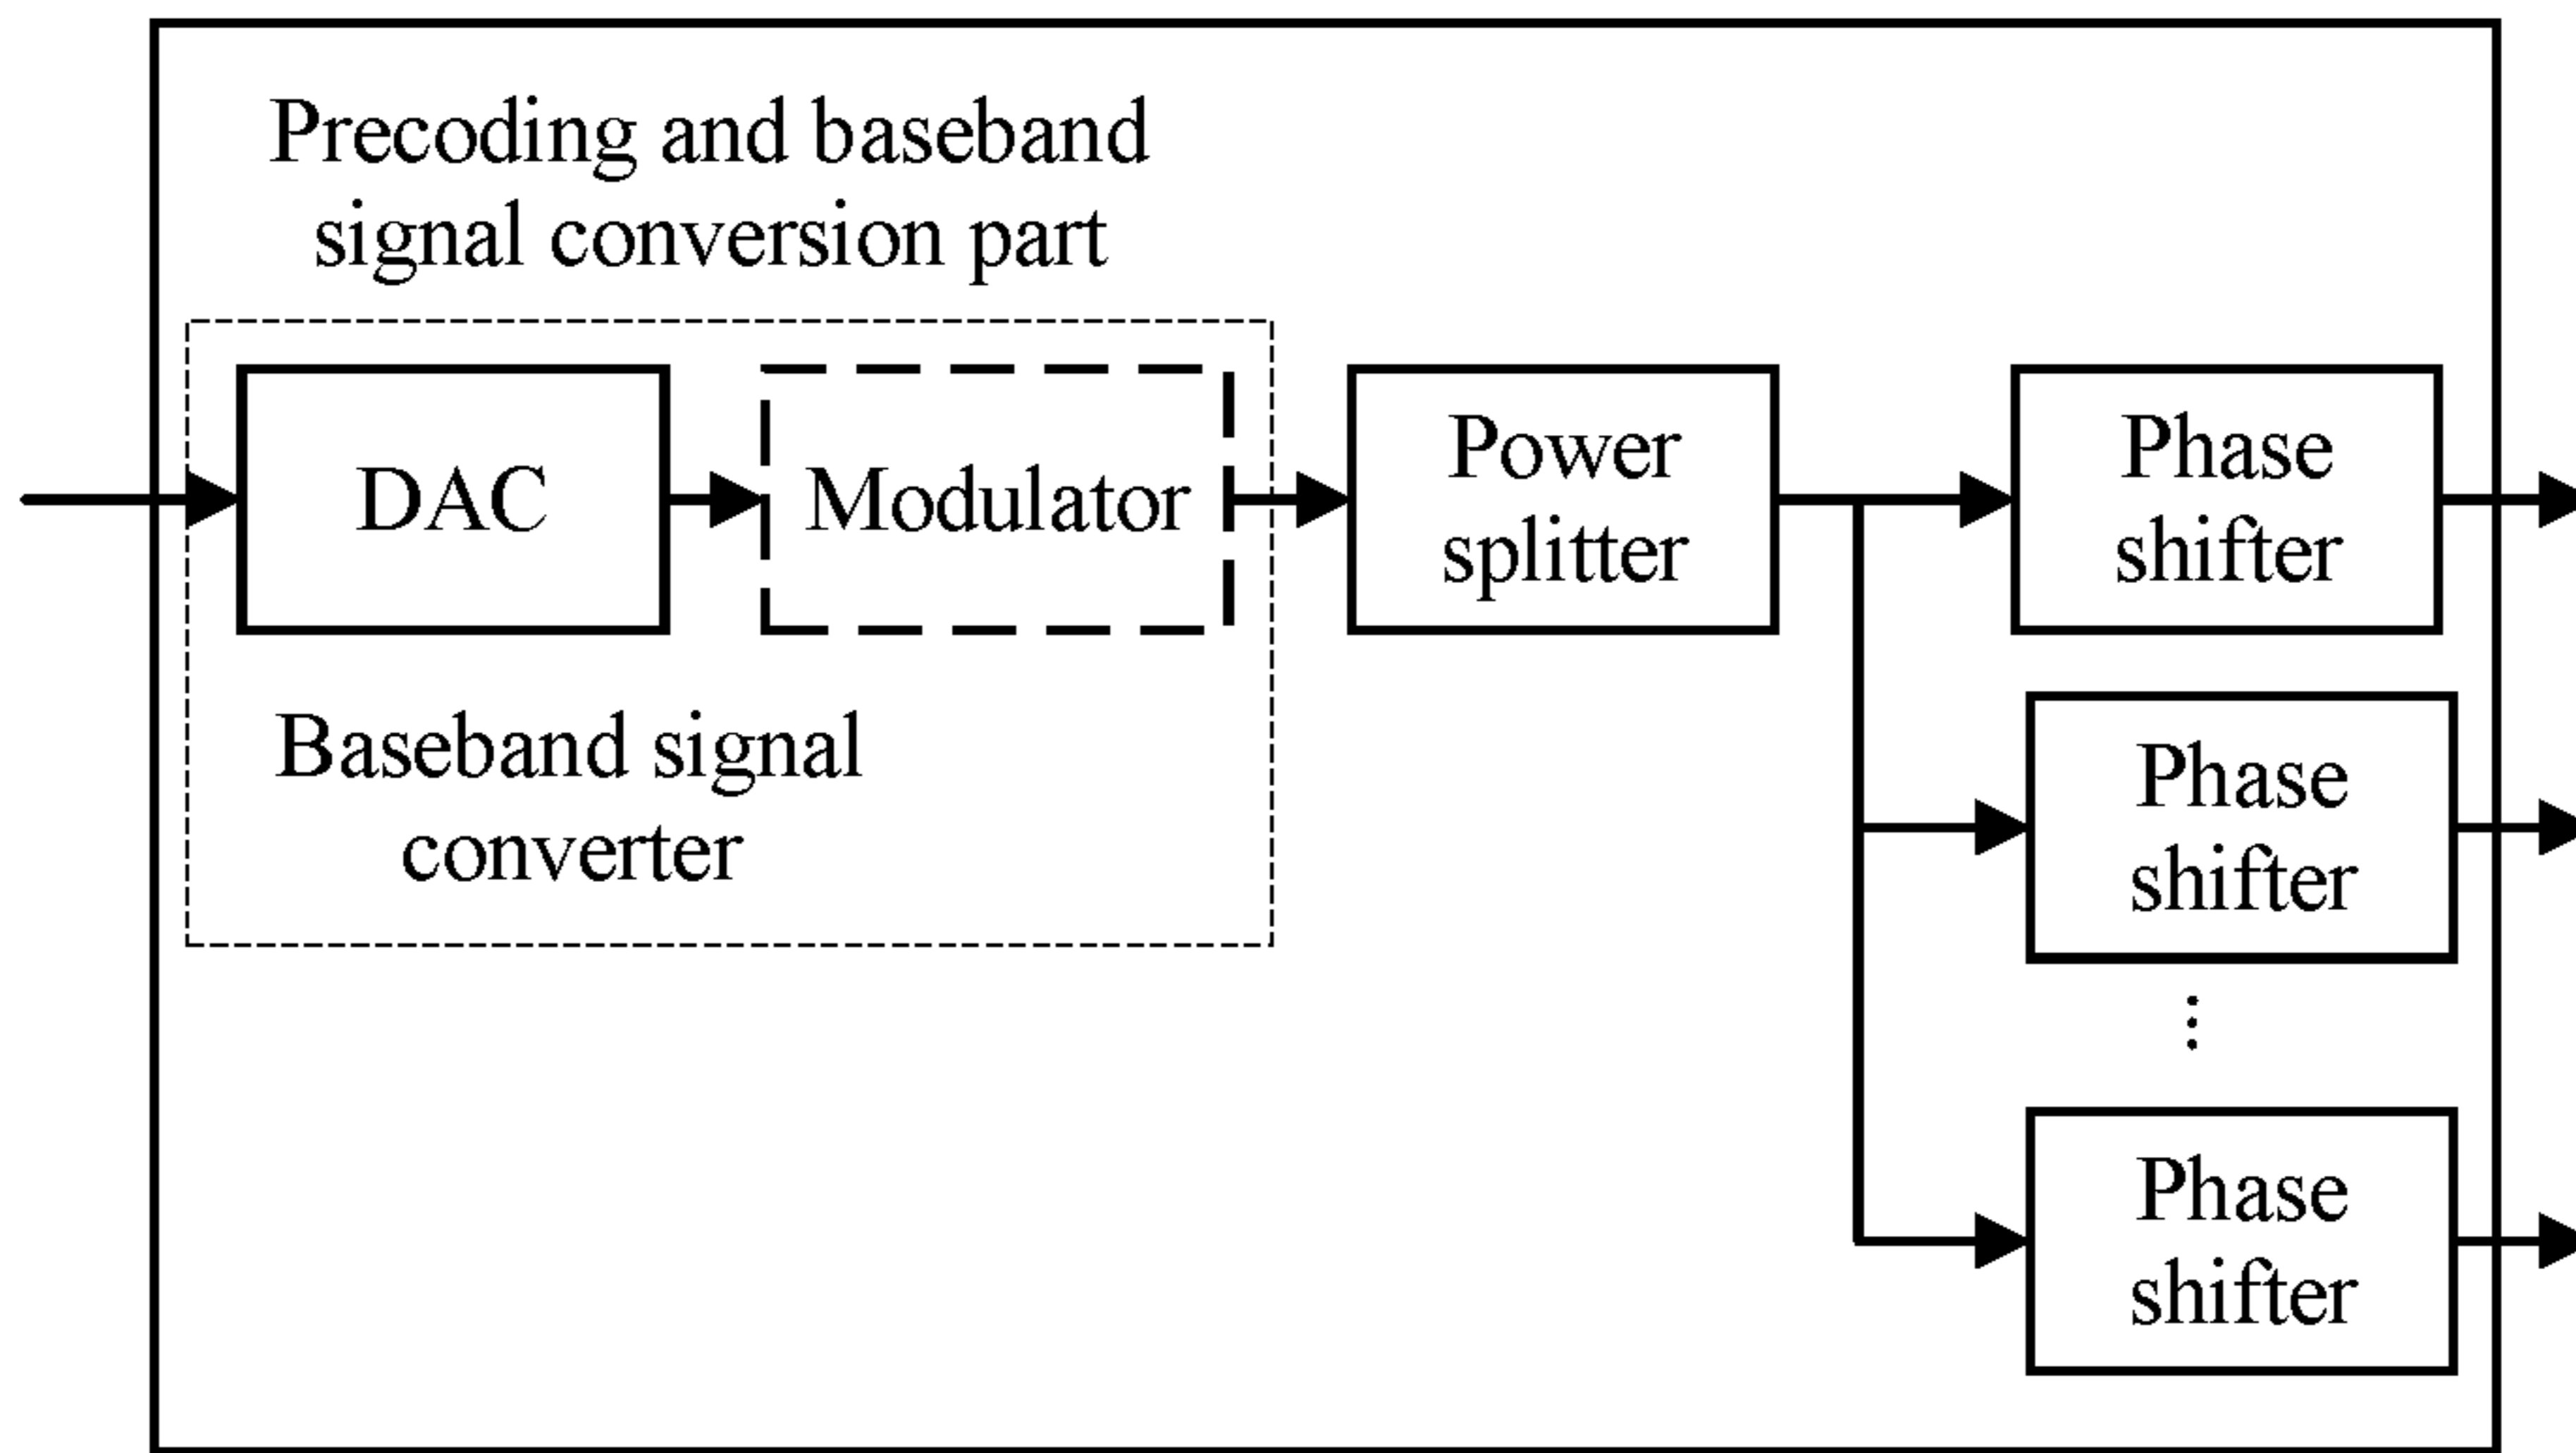 Precoding and baseband
signal conversion part
DAC
Modulator
Power
splitter
Phase
shifter
Baseband signal
converter
Phase
shifter
Phase
shifter